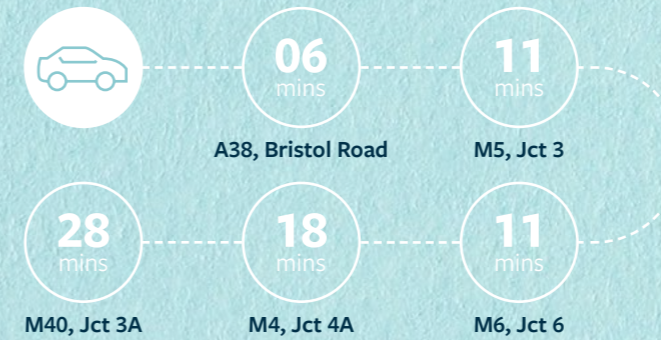 06
mins
A38, Bristol Road
11
mins
M5, Jct 3
11
mins
M6, Jct 6
18
mins
M4, Jct 4A
28
mins
M40, Jct 3A